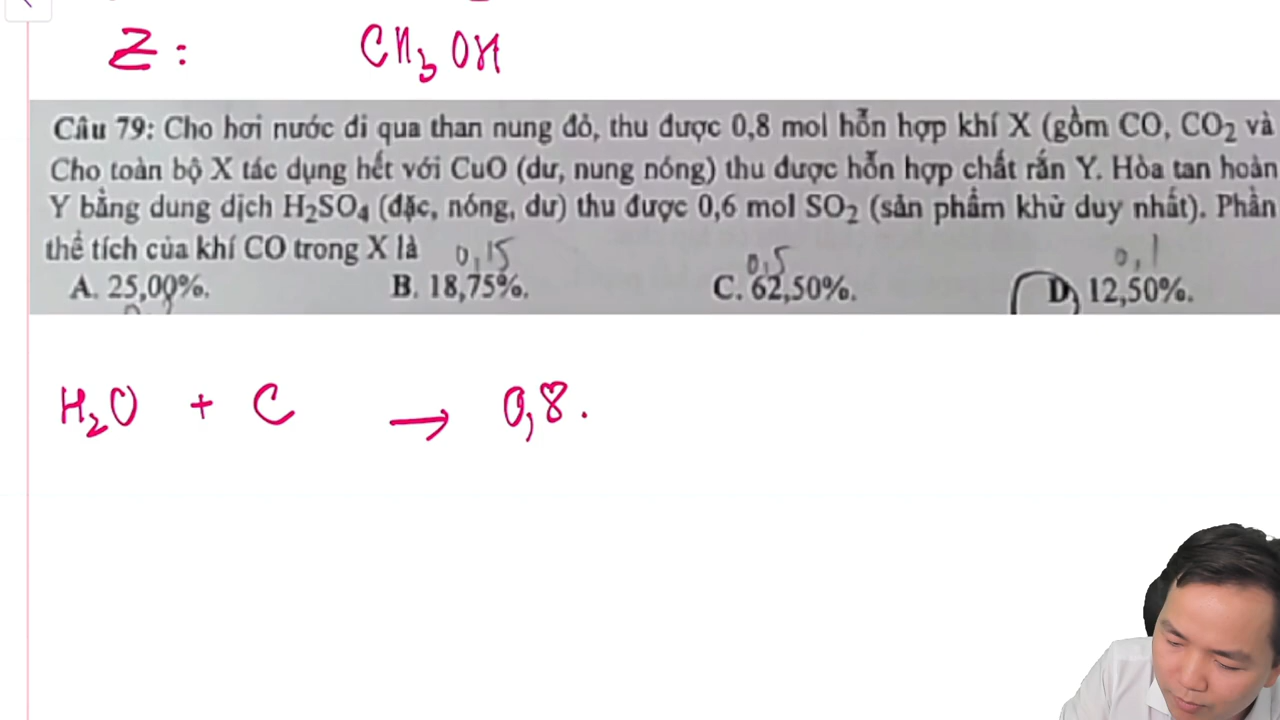 Z: CH₃OH
Câu 79: Cho hơi nước đi qua than nung đỏ, thu được 0,8 mol hỗn hợp khí X (gồm CO, CO₂ và
Cho toàn bộ X tác dụng hết với CuO (dư, nung nóng) thu được hỗn hợp chất rắn Y. Hòa tan hoàn
Y bằng dung dịch H₂SO₄ (đặc, nóng, dư) thu được 0,6 mol SO₂ (sản phẩm khử duy nhất). Phần
thể tích của khí CO trong X là 0,15 0,5 0,1
A. 25,00%. B. 18,75%. C. 62,50%. D. 12,50%.
H₂O + C → 0,8.